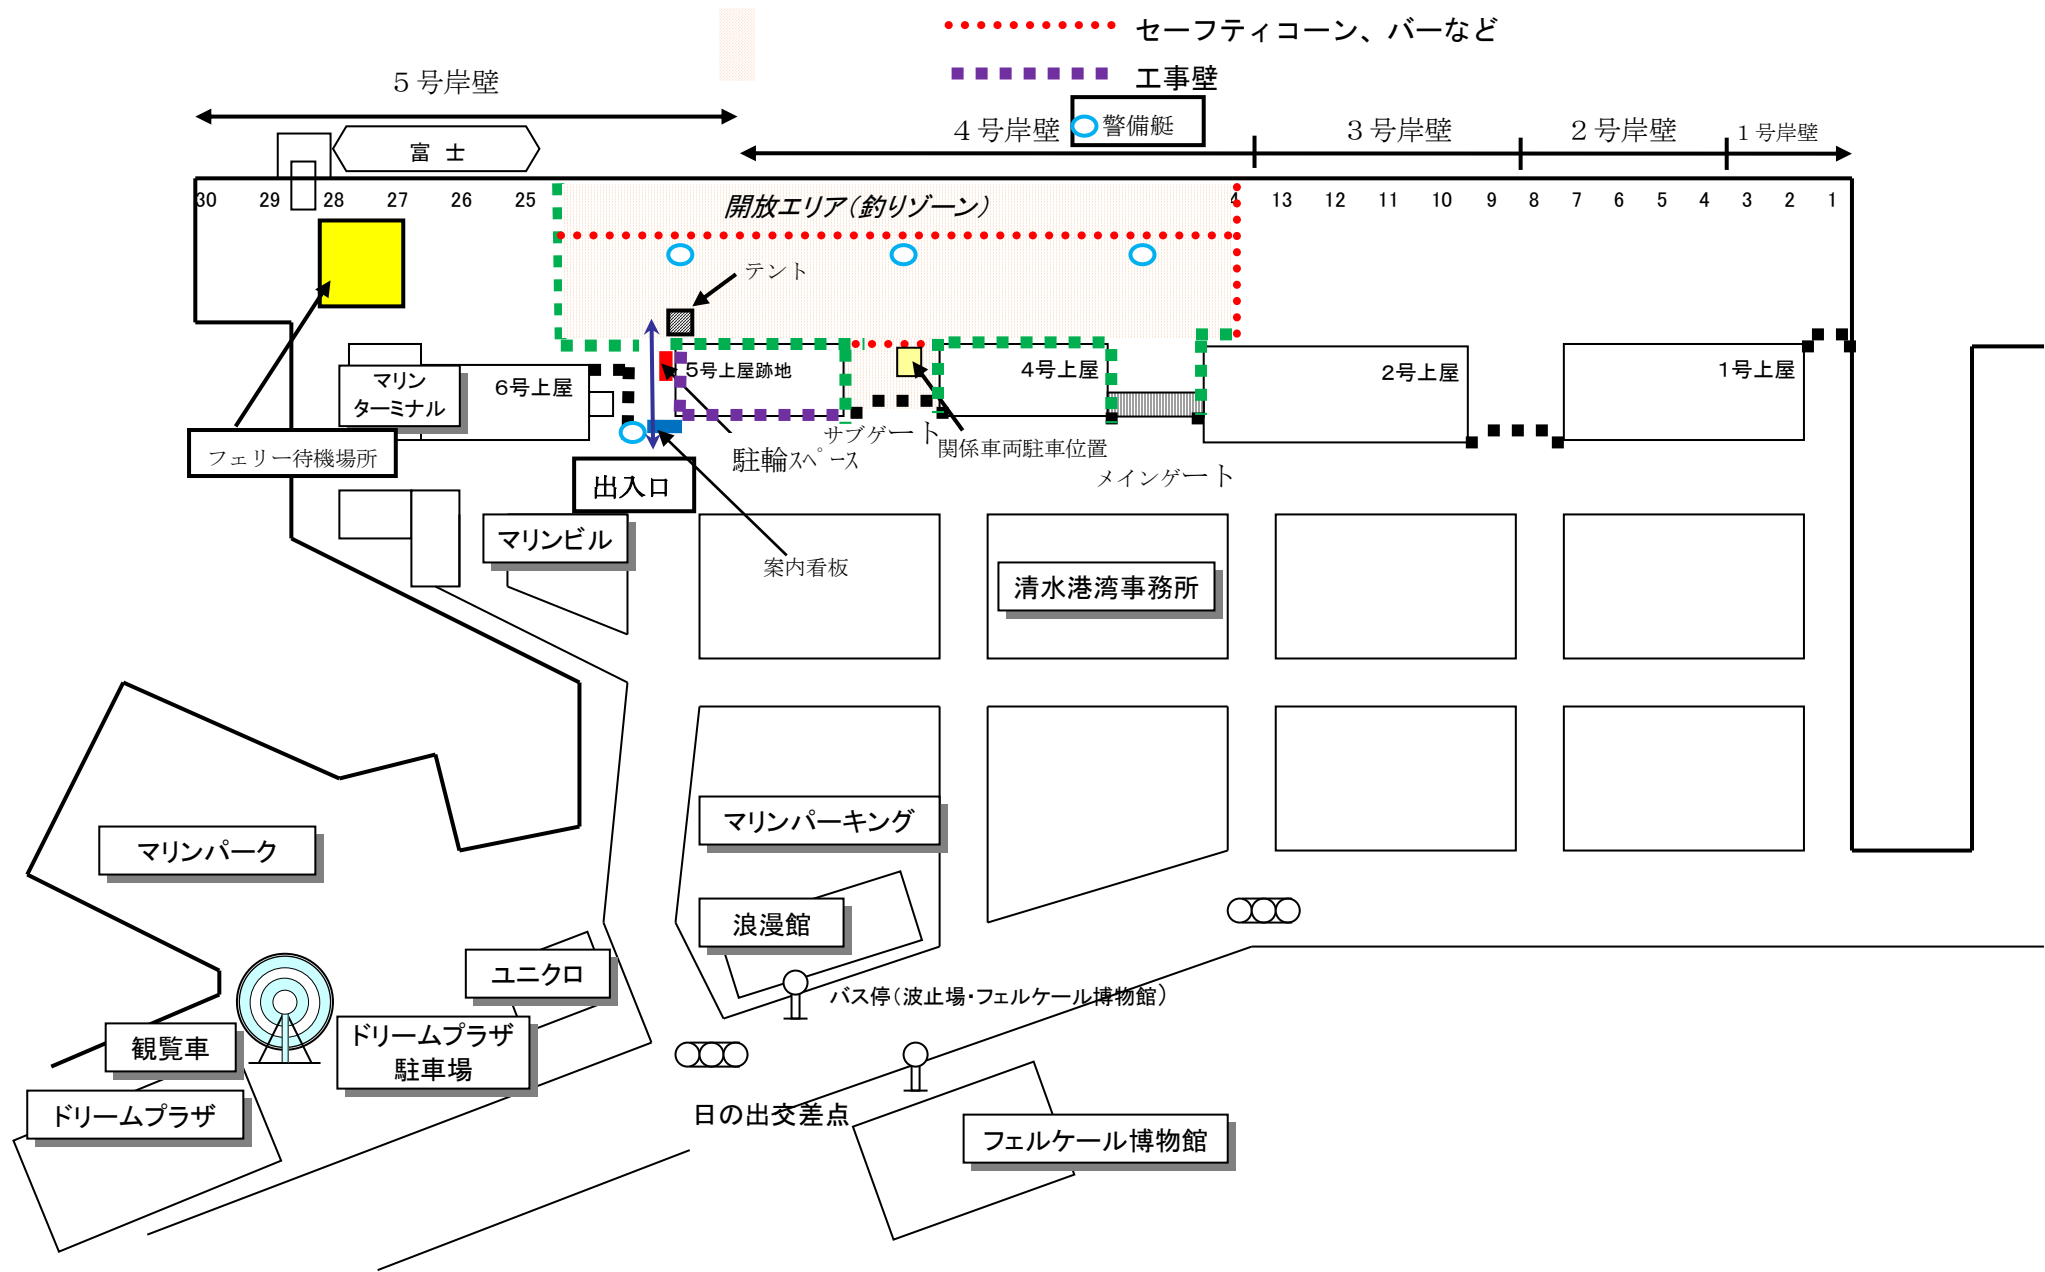 セーフティコーン、バーなど
工事壁
5号岸壁
4号岸壁
警備艇
3号岸壁
2号岸壁
1号岸壁
富 士
30 29 28 27 26 25
4 13 12 11 10 9 8 7 6 5 4 3 2 1
開放エリア(釣りゾーン)
テント
マリン
ターミナル
6号上屋
5号上屋跡地
4号上屋
2号上屋
1号上屋
フェリー待機場所
サブゲート
関係車両駐車位置
駐輪スペース
メインゲート
出入口
マリンビル
案内看板
清水港湾事務所
マリンパーキング
マリンパーク
浪漫館
ユニクロ
バス停(波止場・フェルケール博物館)
観覧車
ドリームプラザ
駐車場
ドリームプラザ
日の出交差点
フェルケール博物館